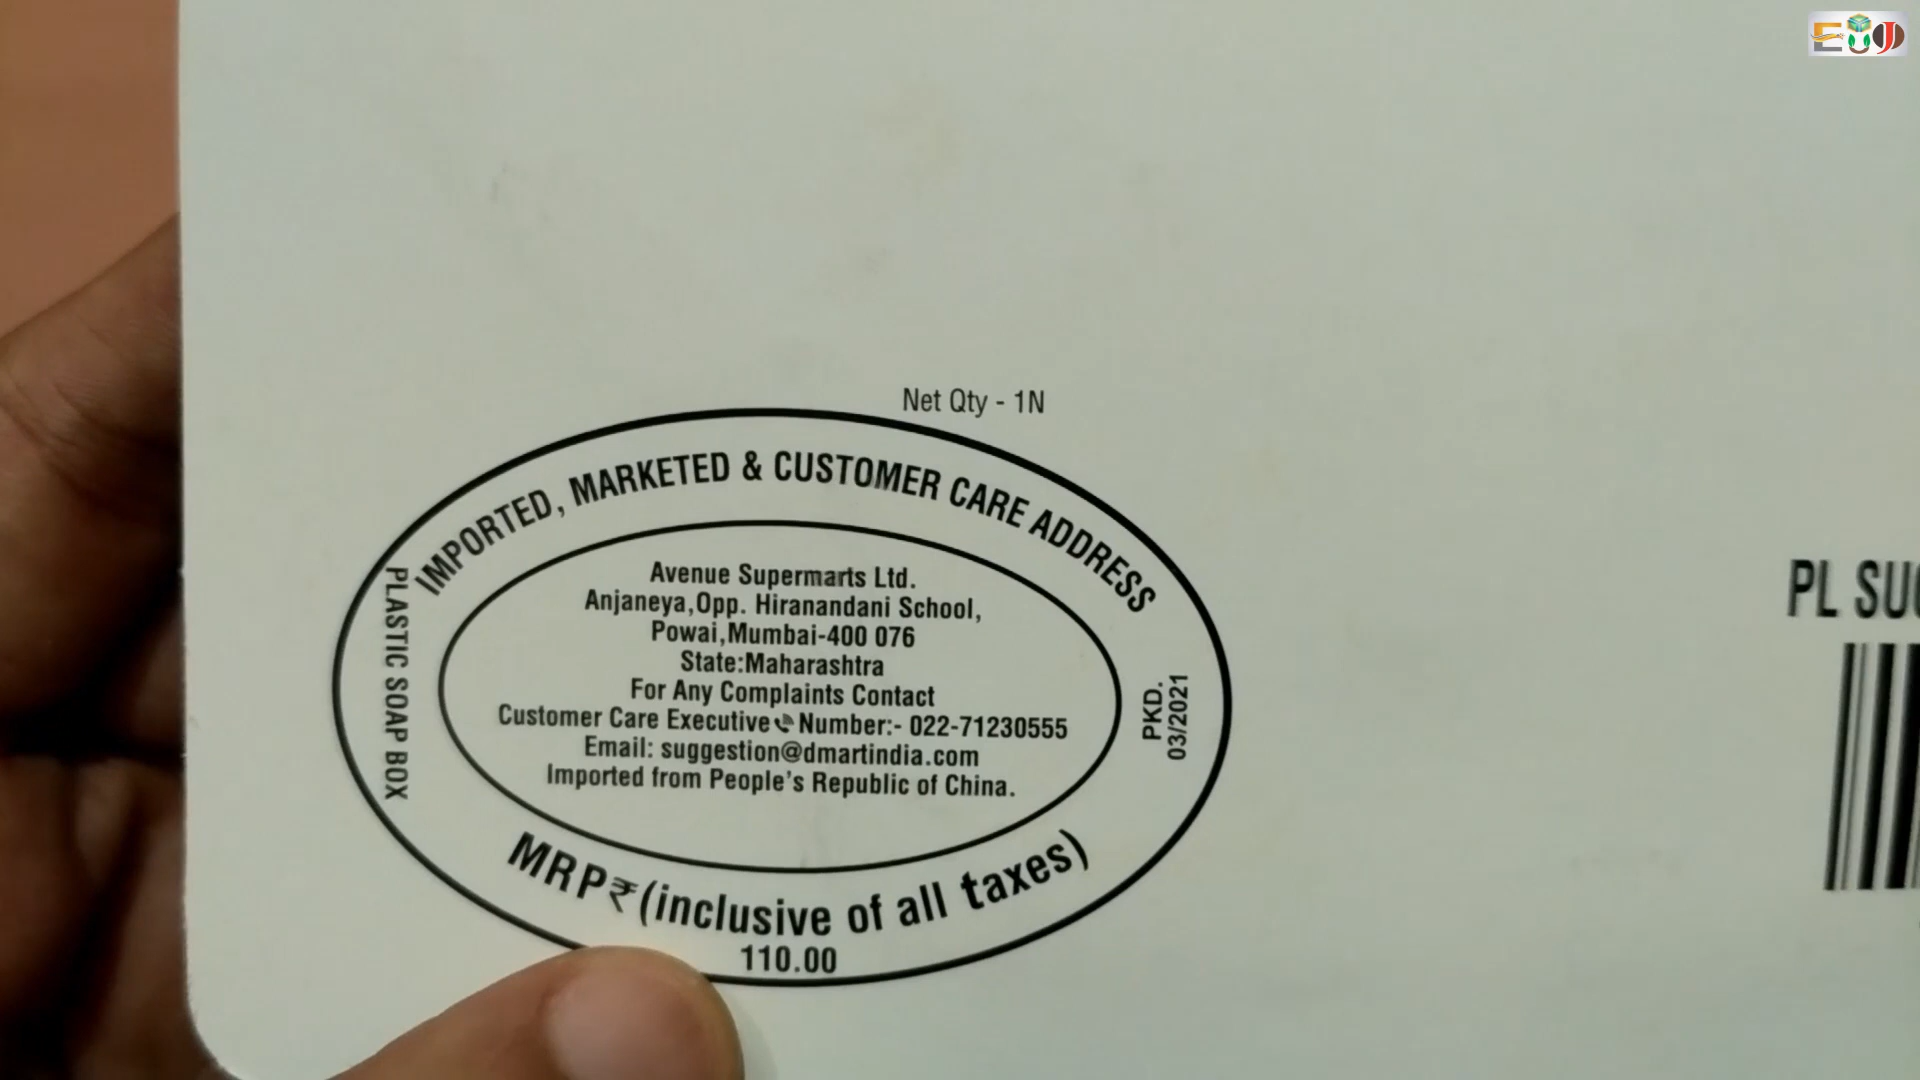 Net Qty - 1N
IMPORTED, MARKETED & CUSTOMER CARE ADDRESS
PLASTIC SOAP BOX
Avenue Supermarts Ltd.
Anjaneya,Opp. Hiranandani School,
Powai,Mumbai-400 076
State:Maharashtra
For Any Complaints Contact
Customer Care Executive Number:- 022-71230555
Email: suggestion@dmartindia.com
Imported from People's Republic of China.
PKD.
03/2021
MRP₹(inclusive of all taxes)
110.00
PL